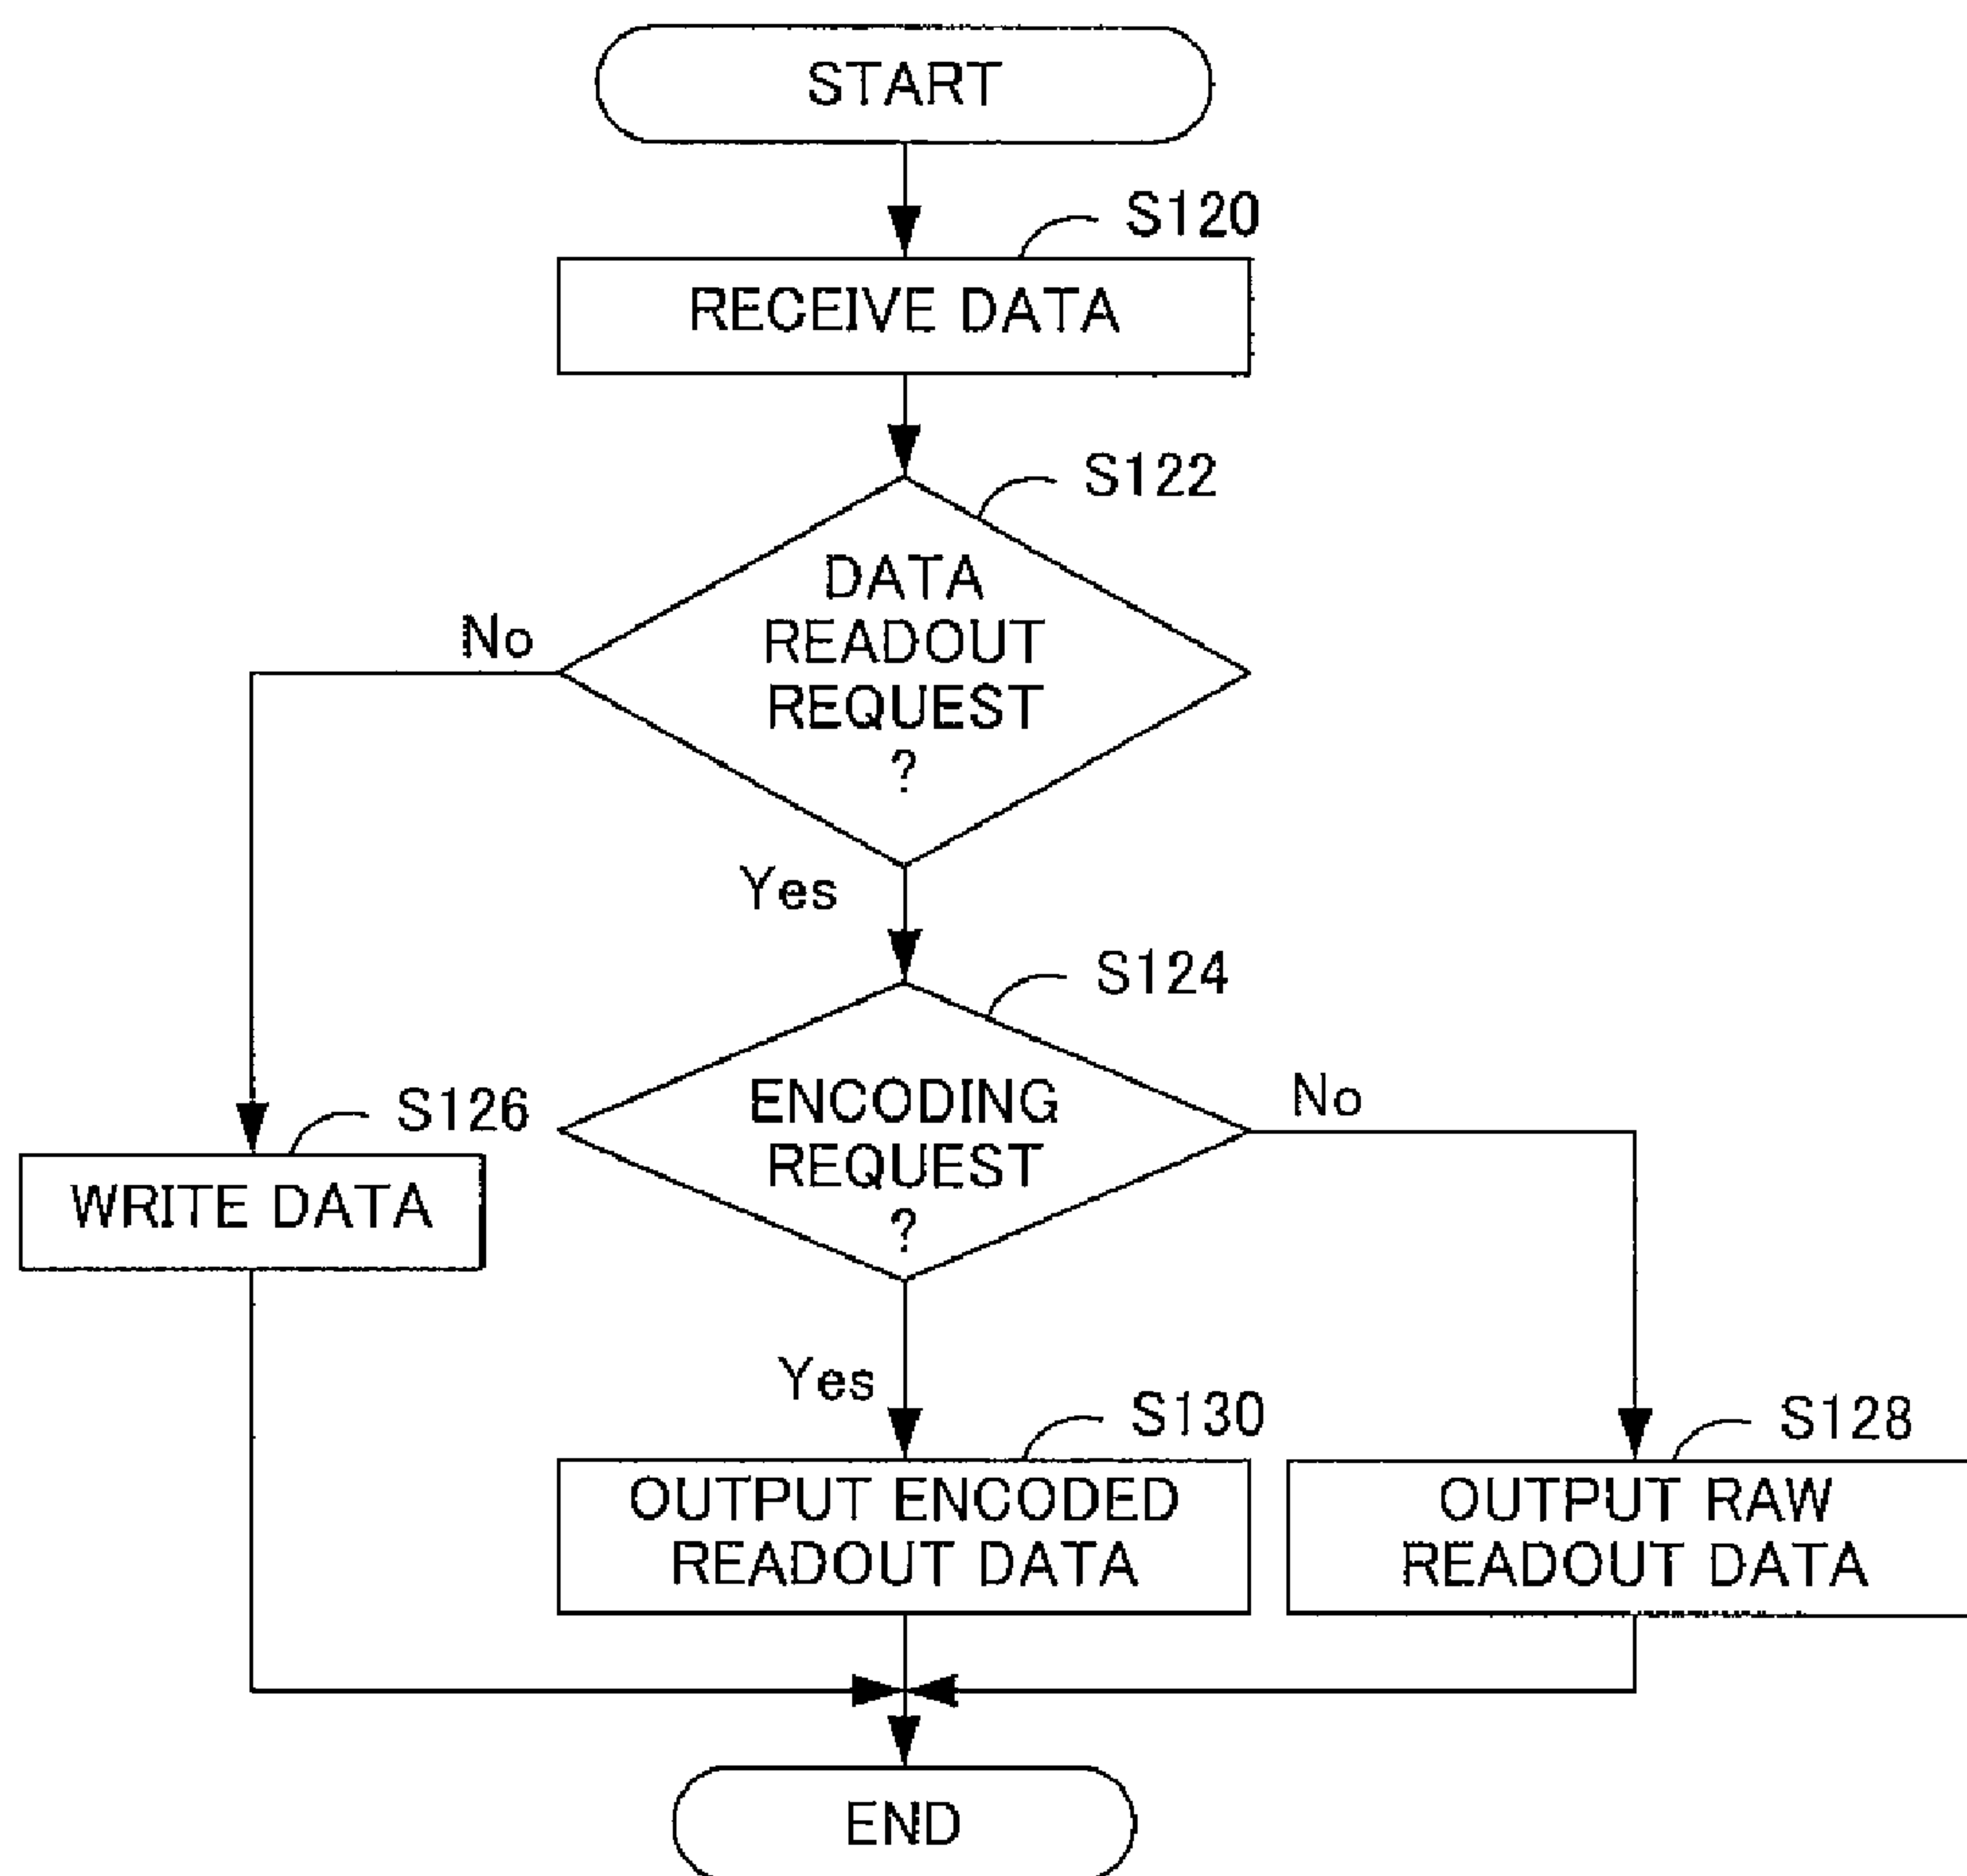 START
S120
RECEIVE DATA
S122
DATA
READOUT
REQUEST
?
No
Yes
S124
ENCODING
REQUEST
?
No
S126
WRITE DATA
Yes
S130
OUTPUT ENCODED
READOUT DATA
S128
OUTPUT RAW
READOUT DATA
END